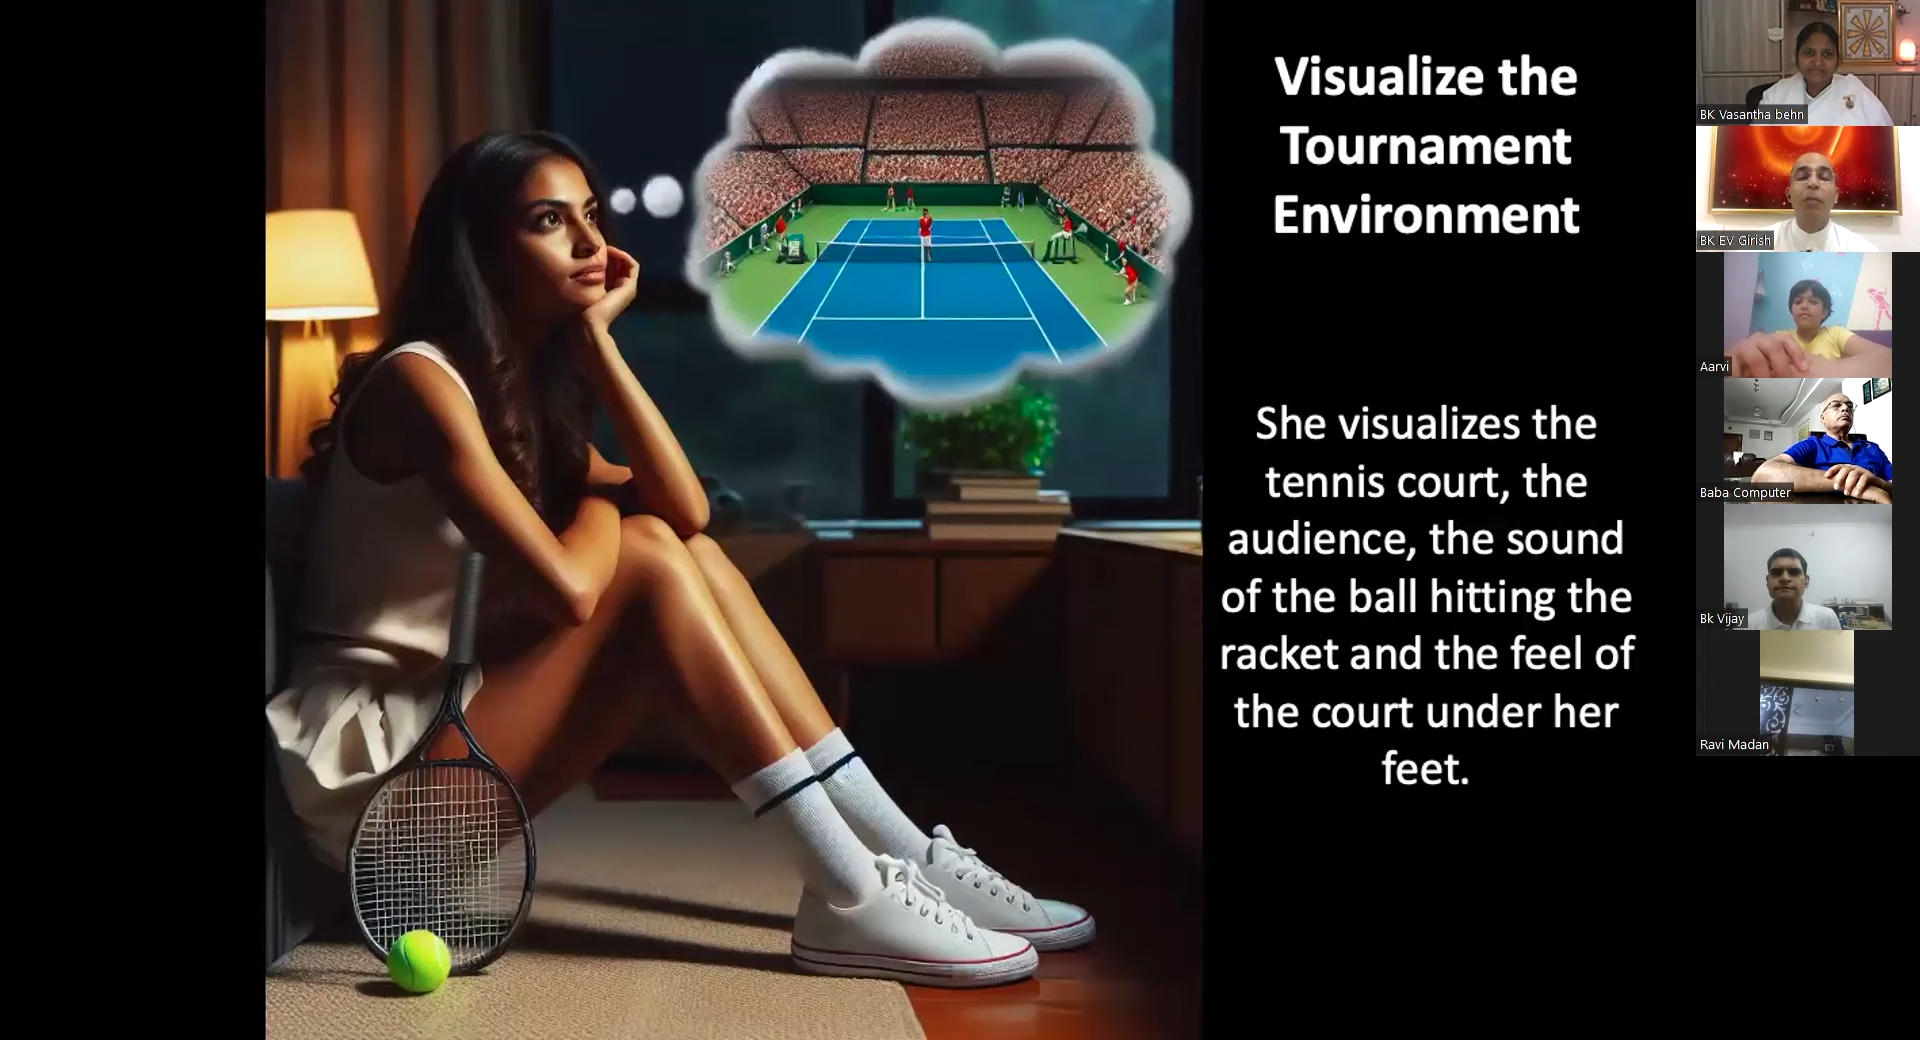 Visualize the
Tournament
Environment
She visualizes the
tennis court, the
audience, the sound
of the ball hitting the
racket and the feel of
the court under her
feet.
BK Vasantha behn
BK EV Girish
Aarvi
Baba Computer
Bk Vijay
Ravi Madan